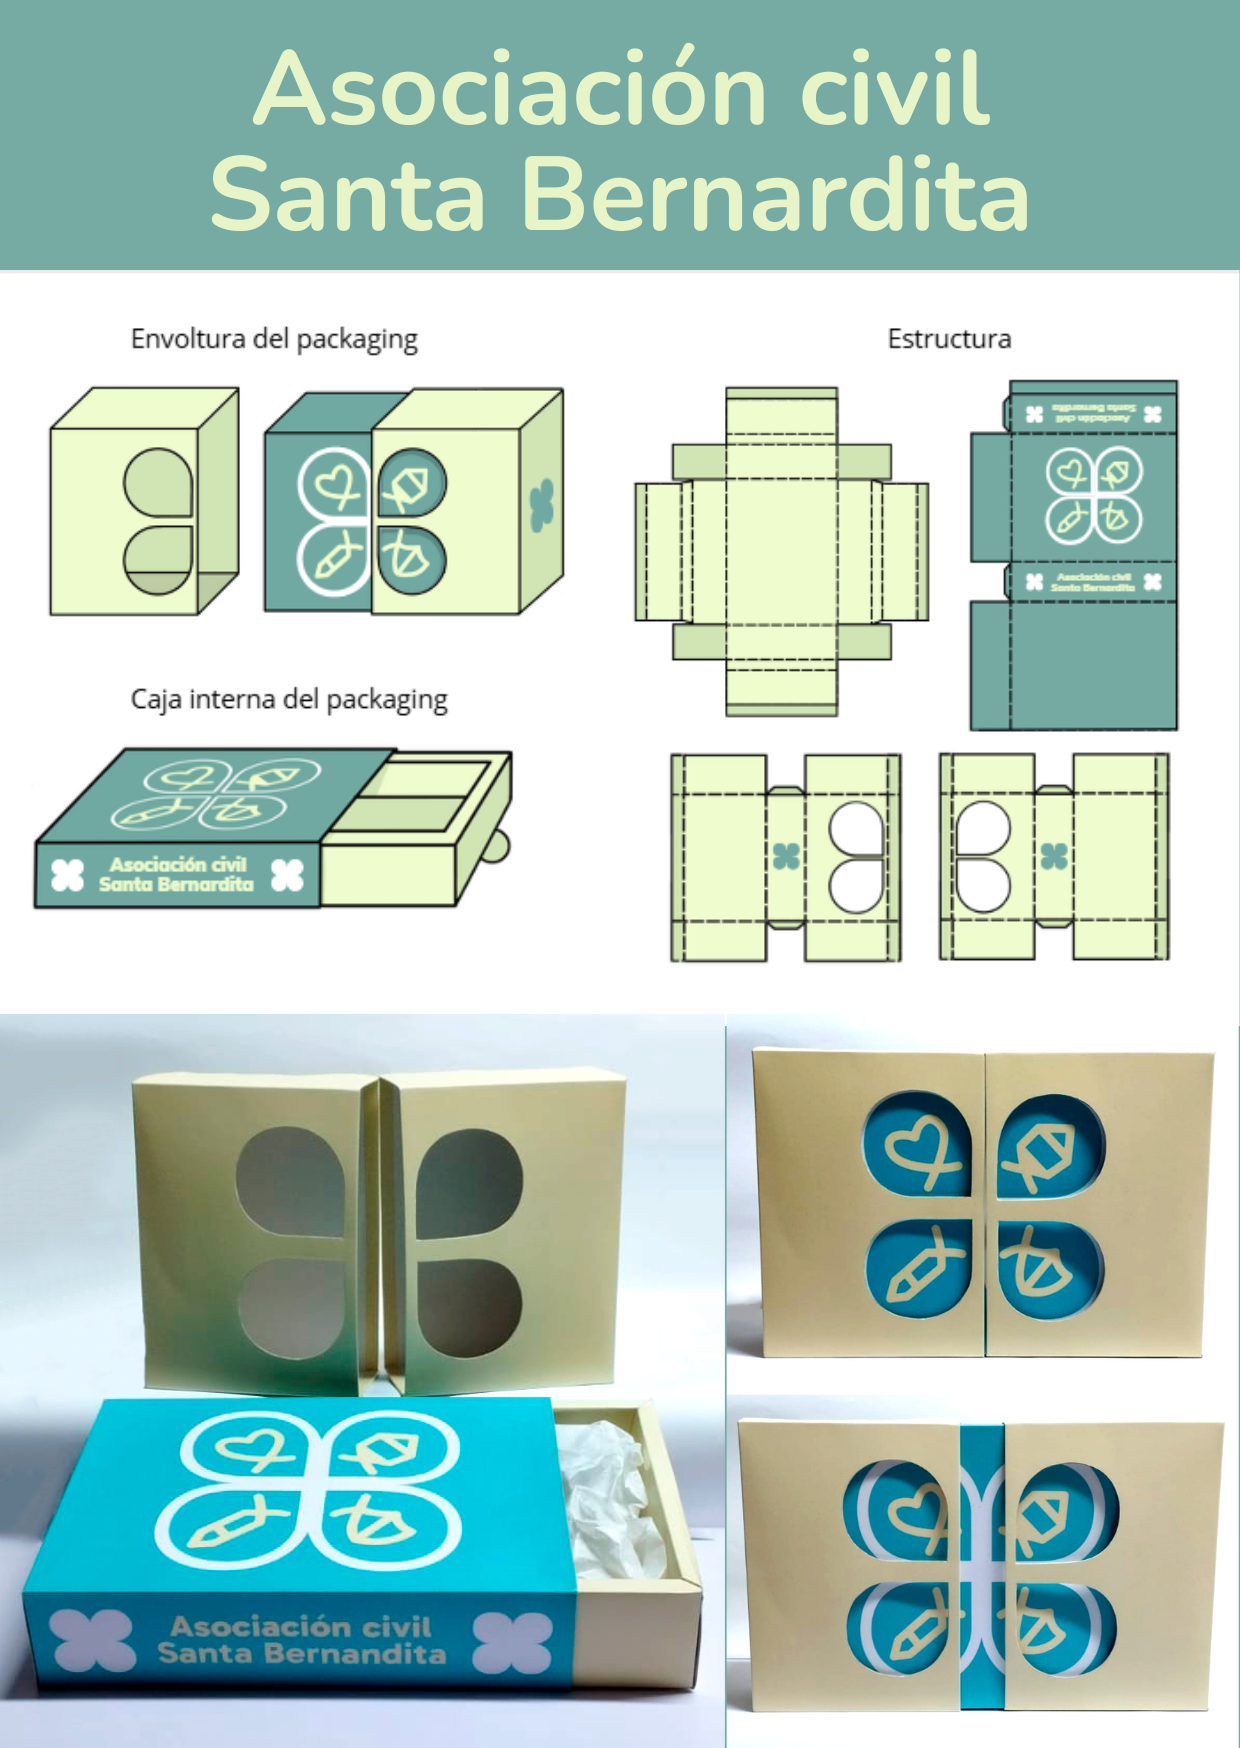 Asociación civil
Santa Bernardita
Envoltura del packaging
Estructura
Asociación civil
Santa Bernardita
Asociación civil
Santa Bernardita
Caja interna del packaging
Asociación civil
Santa Bernardita
Asociación civil
Santa Bernandita